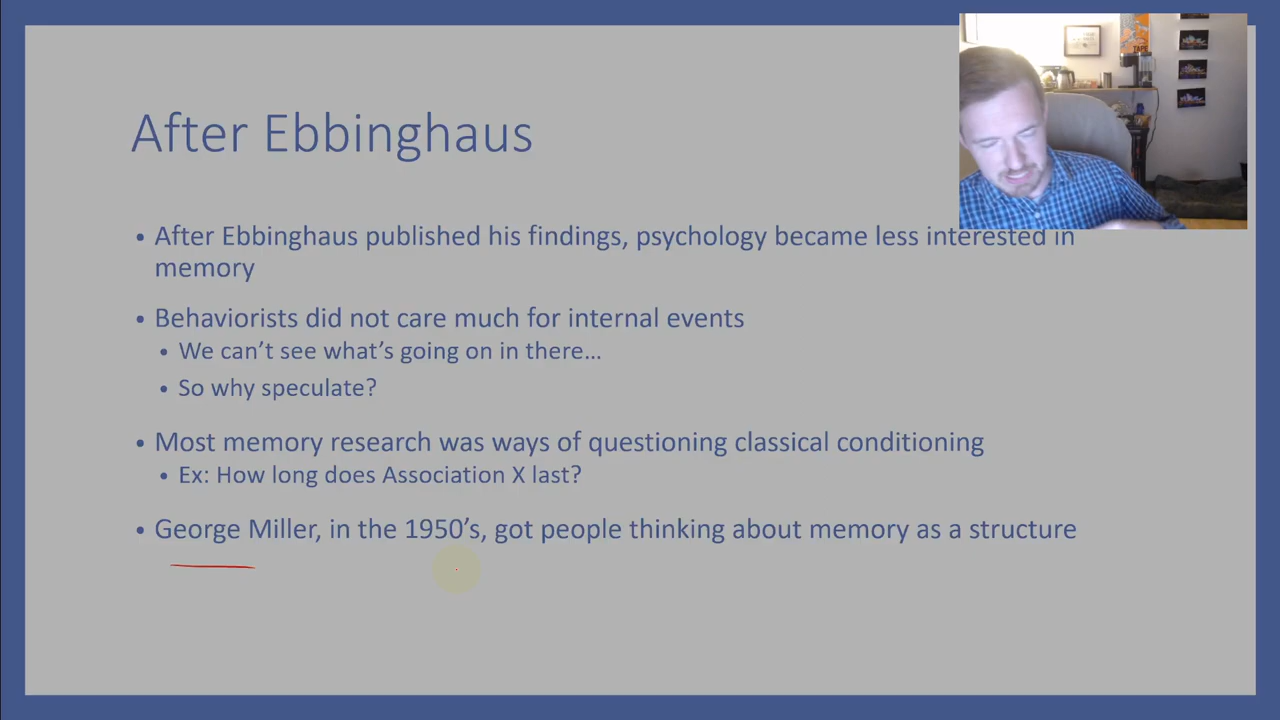 After Ebbinghaus
• After Ebbinghaus published his findings, psychology became less interested in
memory
• Behaviorists did not care much for internal events
• We can't see what's going on in there…
• So why speculate?
• Most memory research was ways of questioning classical conditioning
• Ex: How long does Association X last?
• George Miller, in the 1950's, got people thinking about memory as a structure
TAPE